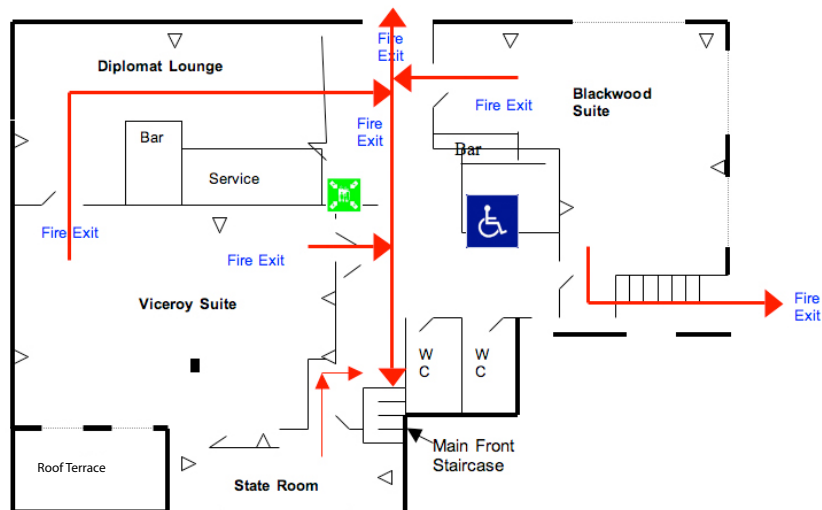 Fire
Exit
Diplomat Lounge
Blackwood
Suite
Fire Exit
Fire
Exit
Bar
Bar
Service
Fire Exit
Fire Exit
Viceroy Suite
Fire
Exit
W
C
W
C
Main Front
Staircase
Roof Terrace
State Room